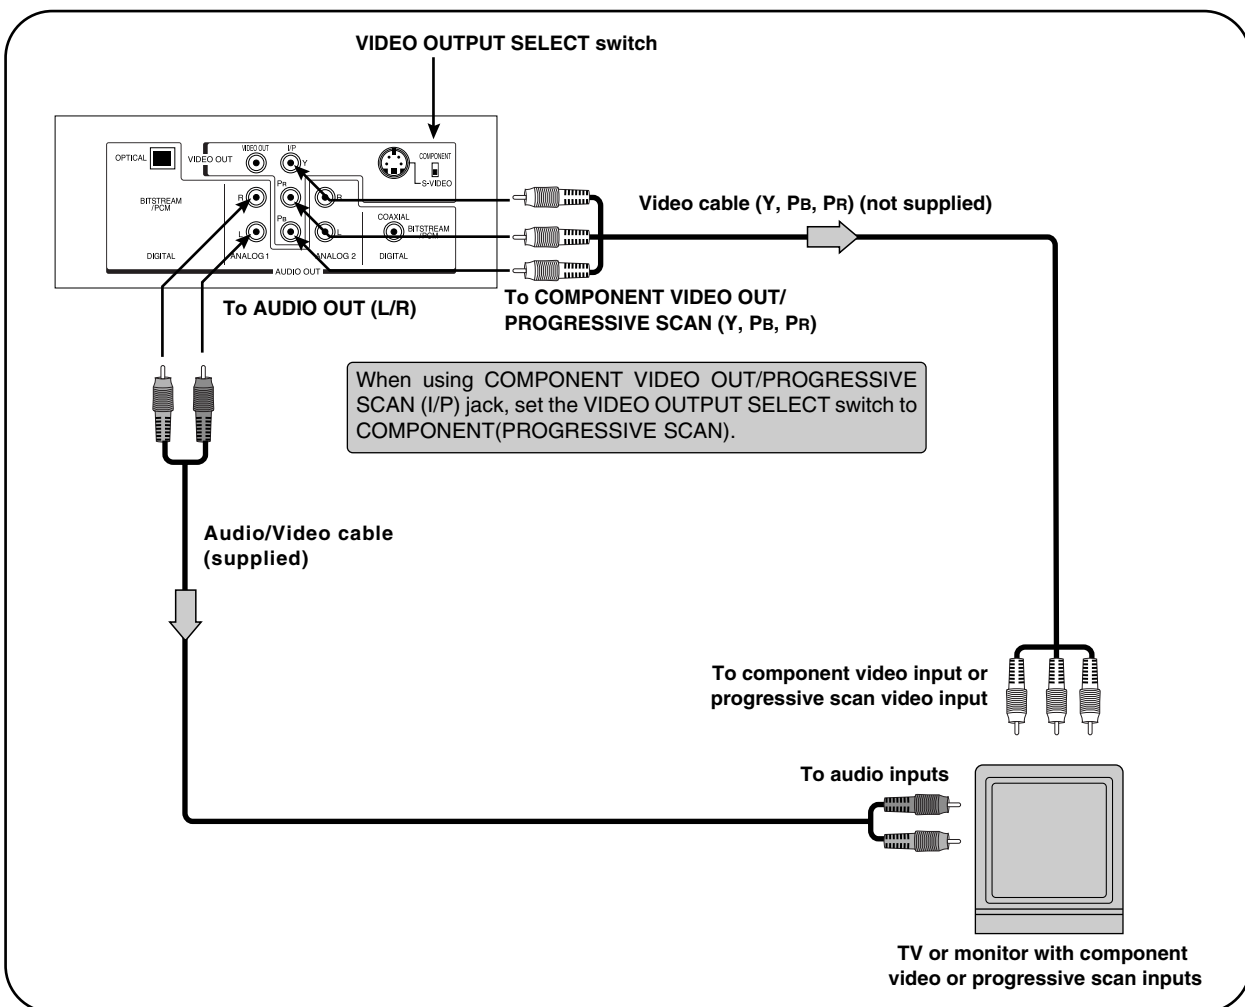 VIDEO OUTPUT SELECT switch
OPTICAL
VIDEO OUT
VIDEO OUT
I/P
Y
COMPONENT
S-VIDEO
BITSTREAM
/PCM
R
PR
R
L
PB
L
COAXIAL
BITSTREAM
/PCM
DIGITAL
ANALOG 1
ANALOG 2
DIGITAL
AUDIO OUT
Video cable (Y, PB, PR) (not supplied)
To AUDIO OUT (L/R)
To COMPONENT VIDEO OUT/
PROGRESSIVE SCAN (Y, PB, PR)
When using COMPONENT VIDEO OUT/PROGRESSIVE
SCAN (I/P) jack, set the VIDEO OUTPUT SELECT switch to
COMPONENT(PROGRESSIVE SCAN).
Audio/Video cable
(supplied)
To component video input or
progressive scan video input
To audio inputs
TV or monitor with component
video or progressive scan inputs